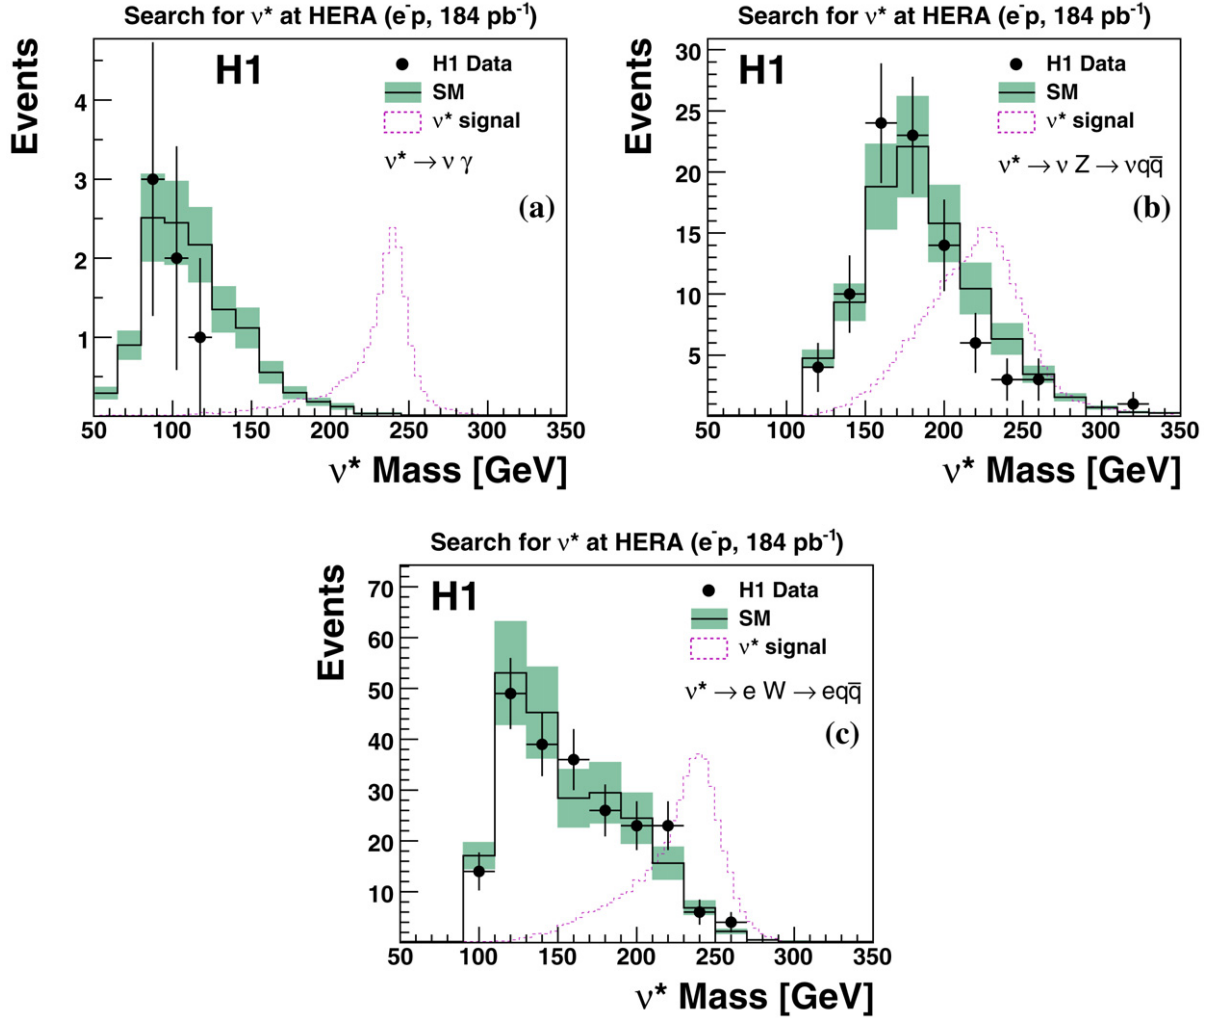 Search for ν* at HERA (e⁻p, 184 pb⁻¹)
H1
H1 Data
SM
ν* signal
ν* → ν γ
(a)
Events
4
3
2
1
50 100 150 200 250 300 350
ν* Mass [GeV]
Search for ν* at HERA (e⁻p, 184 pb⁻¹)
H1
H1 Data
SM
ν* signal
ν* → ν Z → νqq̅
(b)
Events
30
25
20
15
10
5
50 100 150 200 250 300 350
ν* Mass [GeV]
Search for ν* at HERA (e⁻p, 184 pb⁻¹)
H1
H1 Data
SM
ν* signal
ν* → e W → eqq̅
(c)
Events
70
60
50
40
30
20
10
50 100 150 200 250 300 350
ν* Mass [GeV]